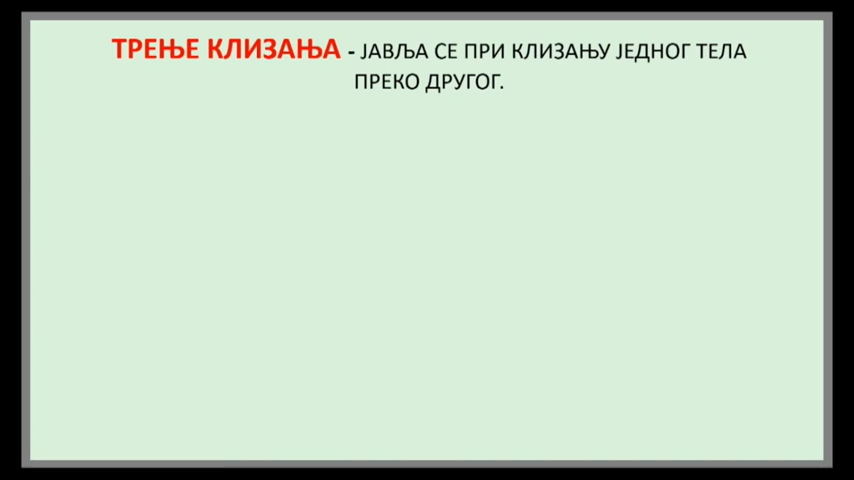 ТРЕЊЕ КЛИЗАЊА - ЈАВЉА СЕ ПРИ КЛИЗАЊУ ЈЕДНОГ ТЕЛА
ПРЕКО ДРУГОГ.